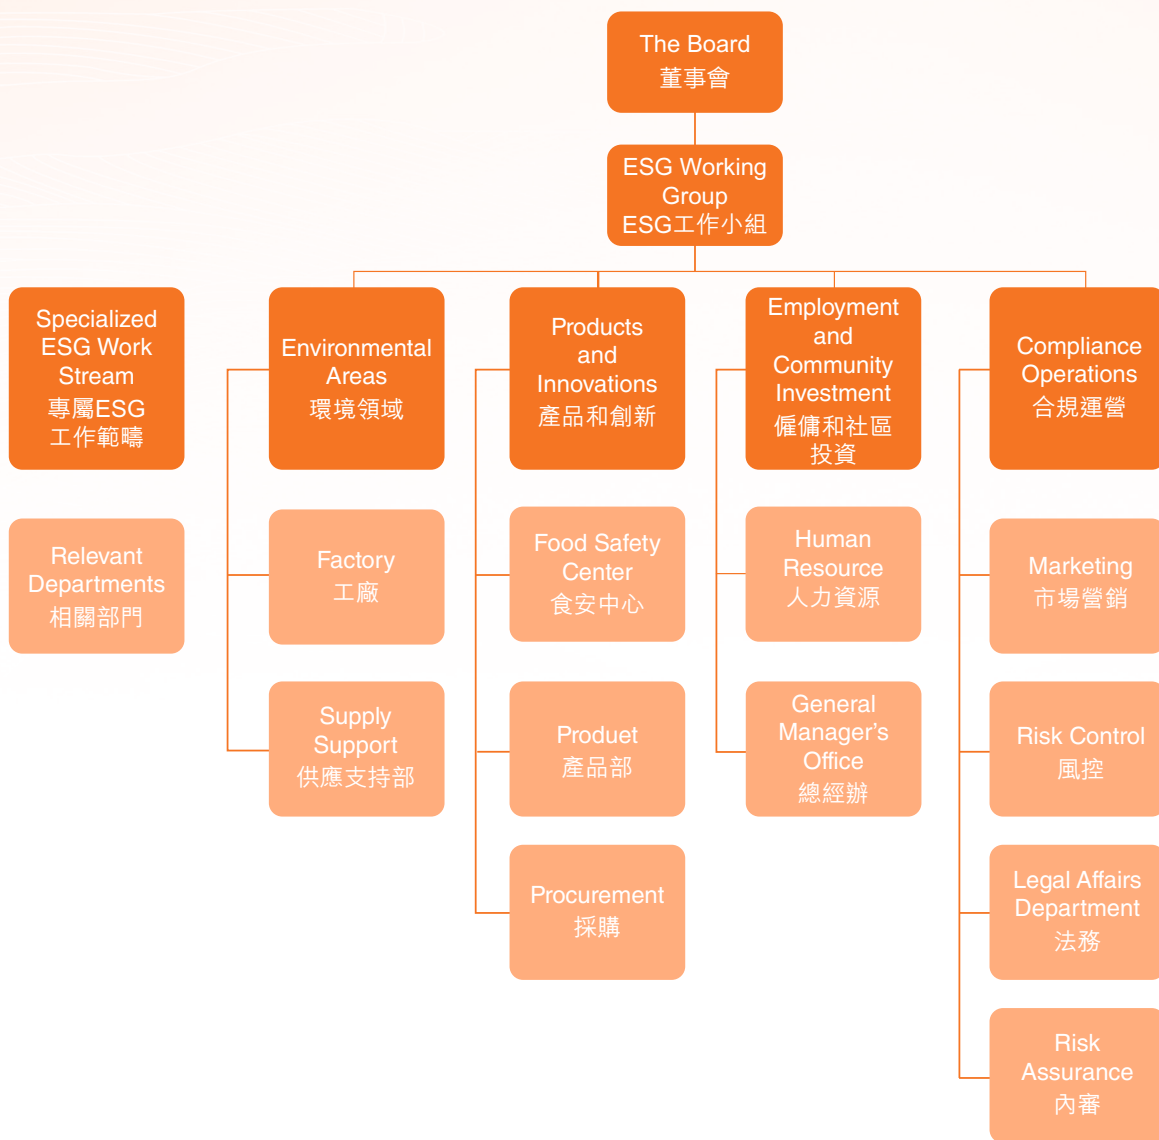 The Board
董事會
ESG Working
Group
ESG工作小組
Specialized
ESG Work
Stream
專屬ESG
工作範疇
Environmental
Areas
環境領域
Products
and
Innovations
產品和創新
Employment
and
Community
Investment
僱傭和社區
投資
Compliance
Operations
合規運營
Relevant
Departments
相關部門
Factory
工廠
Food Safety
Center
食安中心
Human
Resource
人力資源
Marketing
市場營銷
Supply
Support
供應支持部
Produet
產品部
General
Manager’s
Office
總經辦
Risk Control
風控
Procurement
採購
Legal Affairs
Department
法務
Risk
Assurance
內審